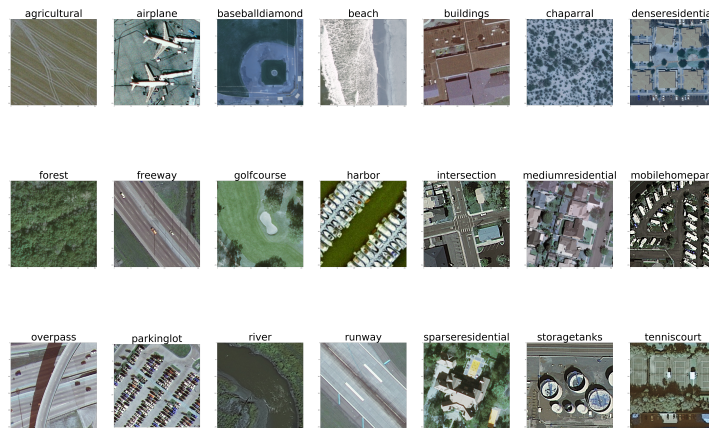 agricultural
airplane
baseballdiamond
beach
buildings
chaparral
denseresidentia
forest
freeway
golfcourse
harbor
intersection
mediumresidential
mobilehomepar
overpass
parkinglot
river
runway
sparseresidential
storagetanks
tenniscourt